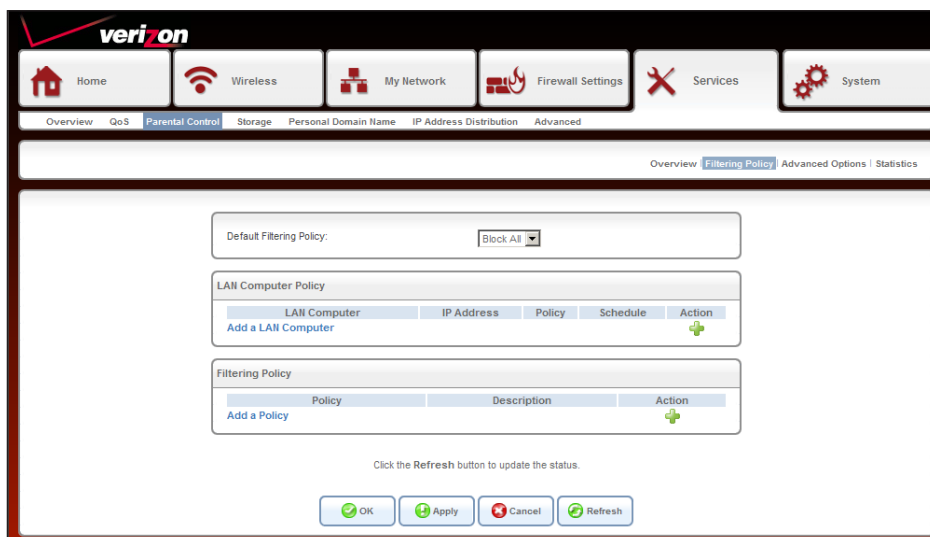 verizon
Home Wireless My Network Firewall Settings Services System
Overview QoS Parental Control Storage Personal Domain Name IP Address Distribution Advanced
Overview | Filtering Policy | Advanced Options | Statistics
Default Filtering Policy: Block All
LAN Computer Policy
LAN Computer IP Address Policy Schedule Action
Add a LAN Computer
Filtering Policy
Policy Description Action
Add a Policy
Click the Refresh button to update the status.
OK Apply Cancel Refresh